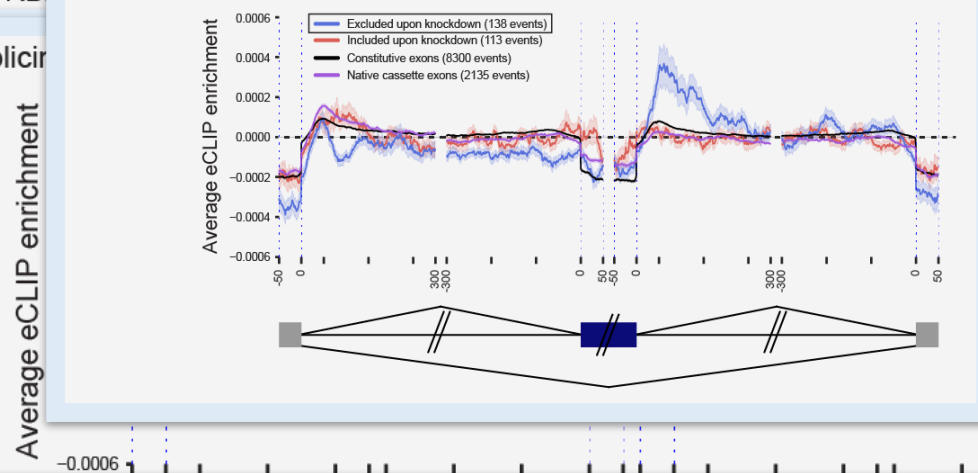 plicin
Average eCLIP enrichment
0.0006
0.0004
0.0002
0.0000
−0.0002
−0.0004
−0.0006
Excluded upon knockdown (138 events)
Included upon knockdown (113 events)
Constitutive exons (8300 events)
Native cassette exons (2135 events)
-50
0
300
-300
0
50
-50
0
300
-300
0
50
Average eCLIP enrichment
−0.0006